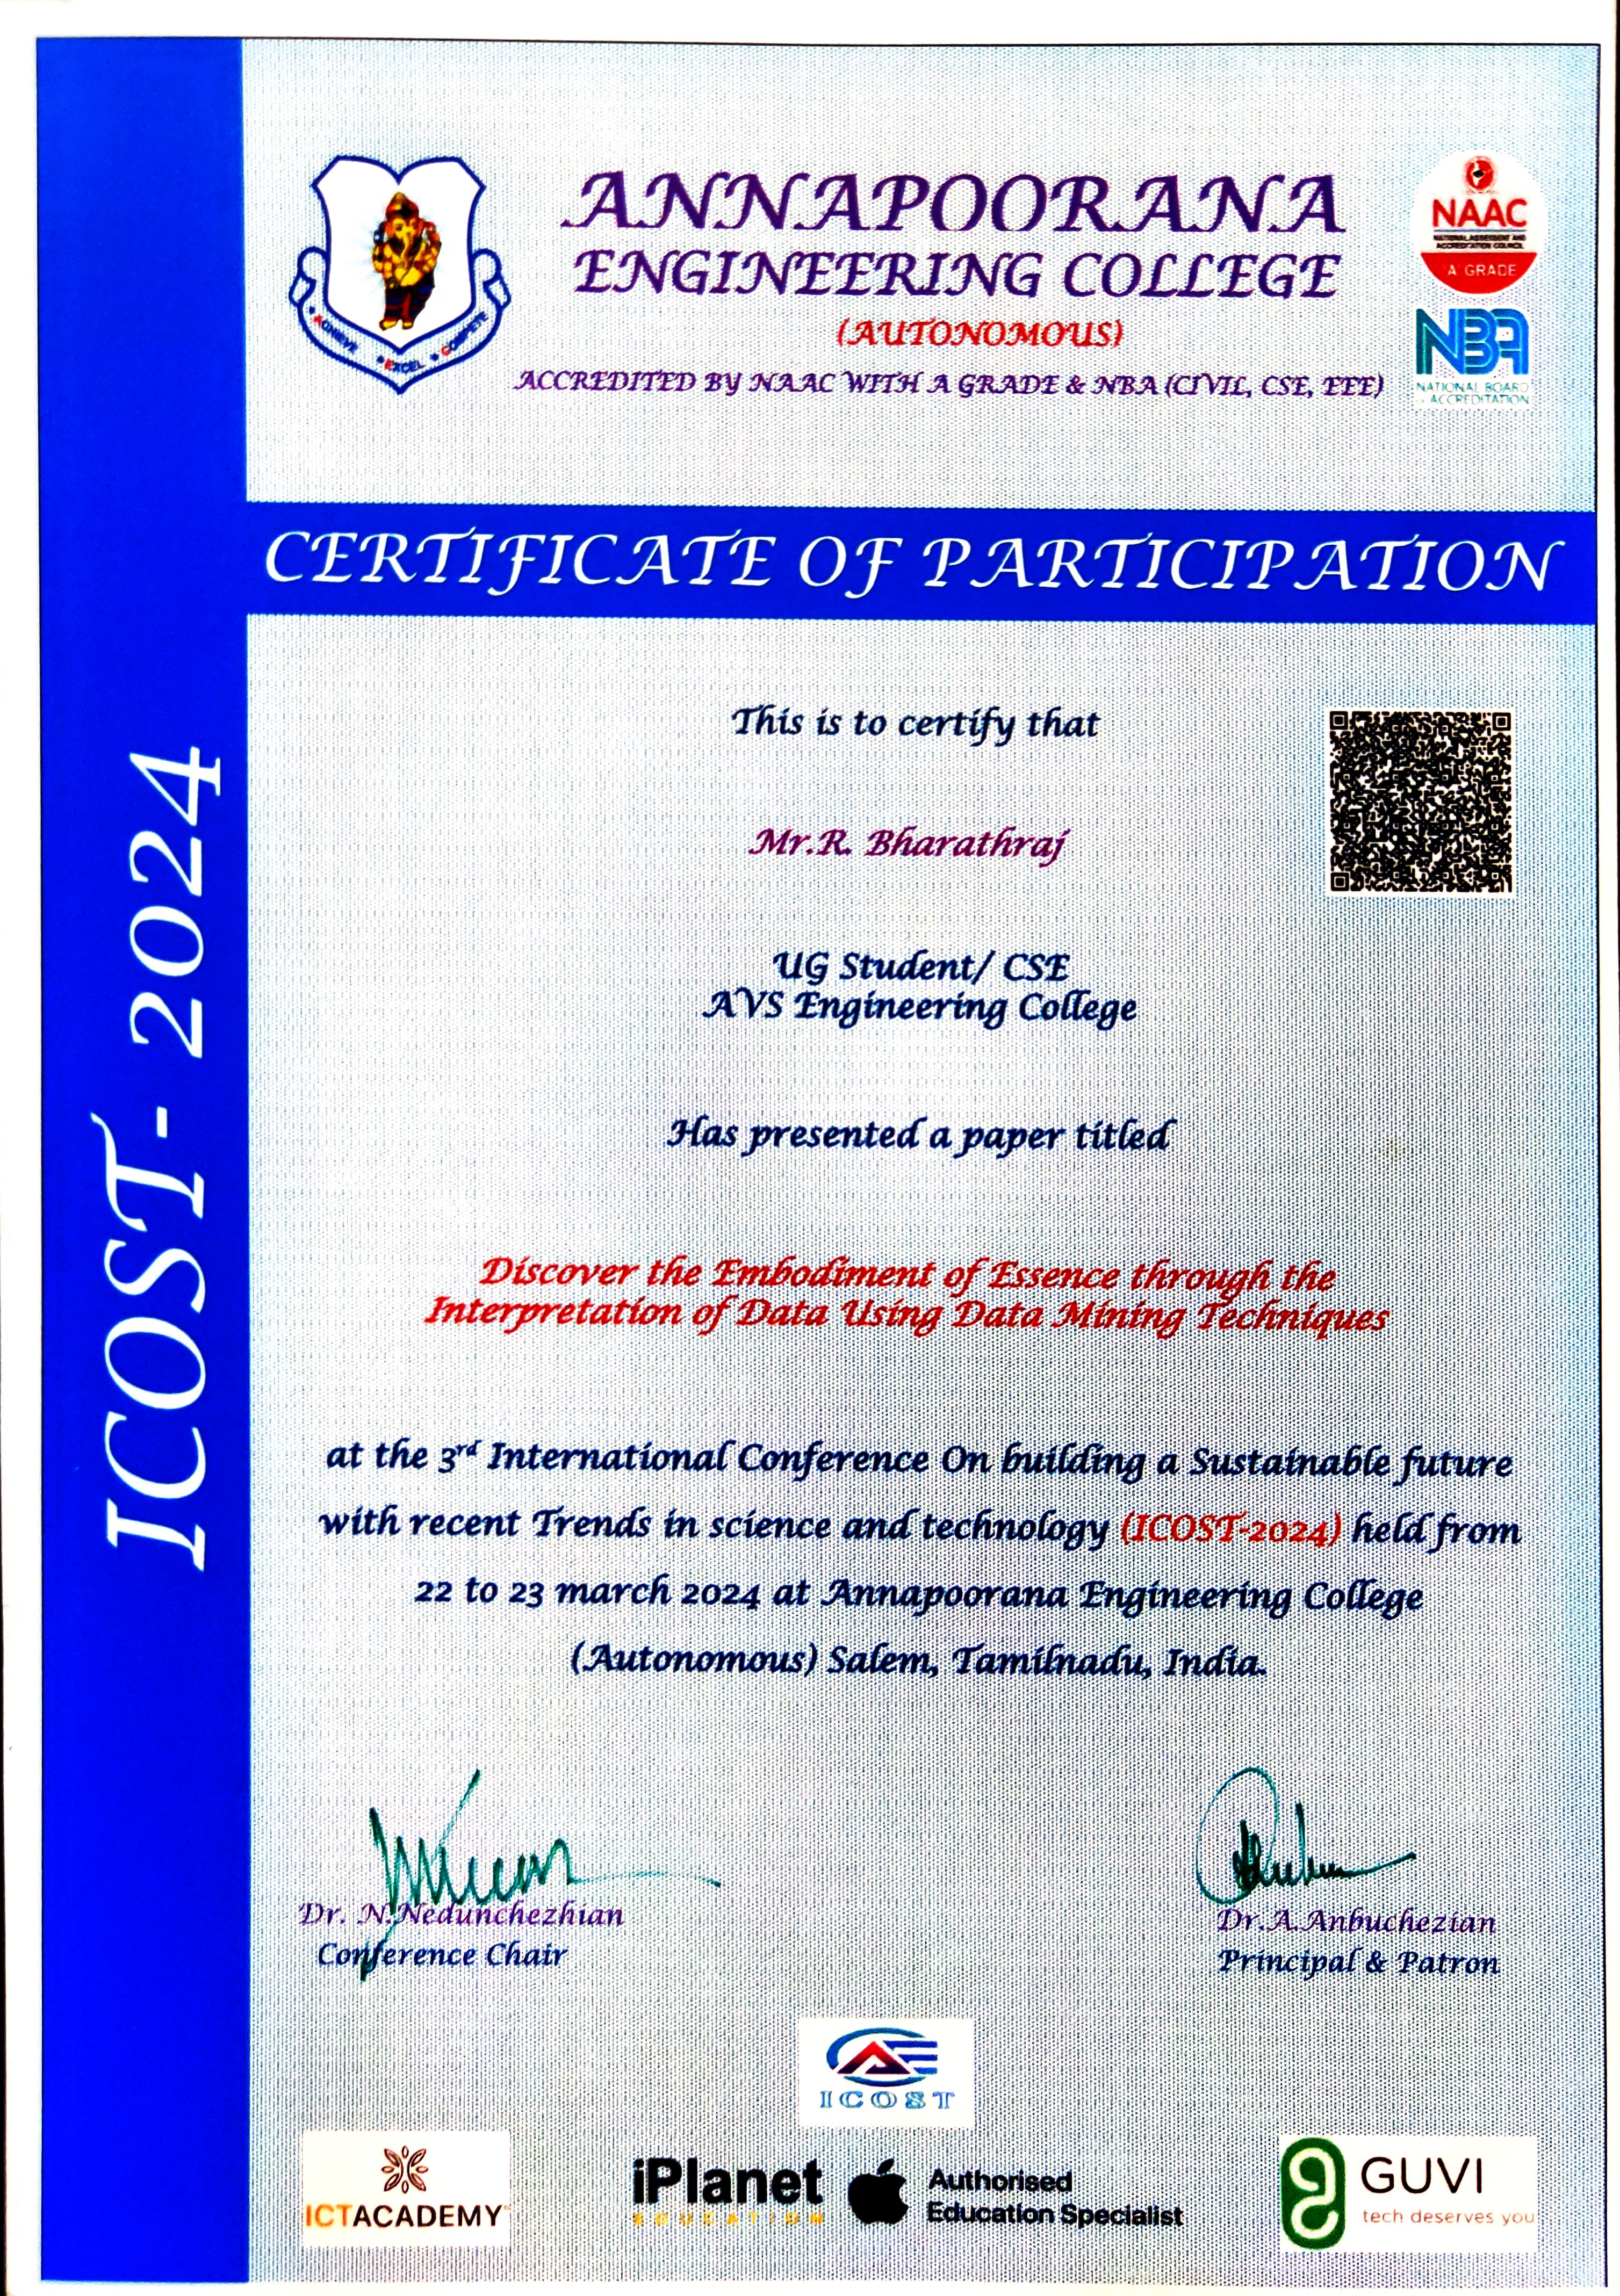 ANNAPOORANA
ENGINEERING COLLEGE
(AUTONOMOUS)
ACCREDITED BY NAAC WITH A GRADE & NBA (CIVIL, CSE, EEE)
ACHIEVE • EXCEL • COMPETE
NAAC
NATIONAL ASSESSMENT AND
ACCREDITATION COUNCIL
A GRADE
NBA
NATIONAL BOARD
of ACCREDITATION
CERTIFICATE OF PARTICIPATION
ICOST- 2024
This is to certify that
Mr.R. Bharathraj
UG Student/ CSE
AVS Engineering College
Has presented a paper titled
Discover the Embodiment of Essence through the
Interpretation of Data Using Data Mining Techniques
at the 3rd International Conference On building a Sustainable future
with recent Trends in science and technology (ICOST-2024) held from
22 to 23 march 2024 at Annapoorana Engineering College
(Autonomous) Salem, Tamilnadu, India.
Dr. N.Nedunchezhian
Conference Chair
Dr.A.Anbuchezian
Principal & Patron
ICOST
ICTACADEMY
iPlanet
EDUCATION
Authorised
Education Specialist
GUVI
tech deserves you